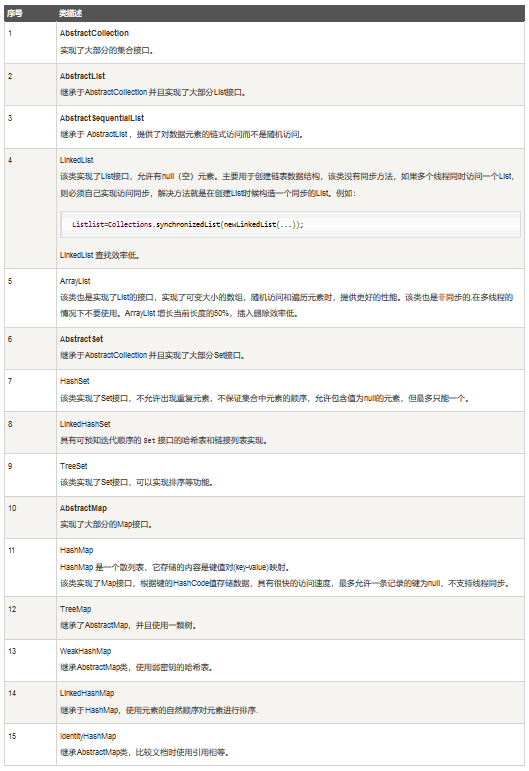 序号 类描述
1 AbstractCollection
实现了大部分的集合接口。
2 AbstractList
继承于AbstractCollection 并且实现了大部分List接口。
3 AbstractSequentialList
继承于 AbstractList ，提供了对数据元素的链式访问而不是随机访问。
4 LinkedList
该类实现了List接口，允许有null（空）元素。主要用于创建链表数据结构，该类没有同步方法，如果多个线程同时访问一个List，
则必须自己实现访问同步，解决方法就是在创建List时候构造一个同步的List。例如：
Listlist=Collections.synchronizedList(newLinkedList(...));
LinkedList 查找效率低。
5 ArrayList
该类也是实现了List的接口，实现了可变大小的数组，随机访问和遍历元素时，提供更好的性能。该类也是非同步的,在多线程的
情况下不要使用。ArrayList 增长当前长度的50%，插入删除效率低。
6 AbstractSet
继承于AbstractCollection 并且实现了大部分Set接口。
7 HashSet
该类实现了Set接口，不允许出现重复元素，不保证集合中元素的顺序，允许包含值为null的元素，但最多只能一个。
8 LinkedHashSet
具有可预知迭代顺序的 Set 接口的哈希表和链接列表实现。
9 TreeSet
该类实现了Set接口，可以实现排序等功能。
10 AbstractMap
实现了大部分的Map接口。
11 HashMap
HashMap 是一个散列表，它存储的内容是键值对(key-value)映射。
该类实现了Map接口，根据键的HashCode值存储数据，具有很快的访问速度，最多允许一条记录的键为null，不支持线程同步。
12 TreeMap
继承了AbstractMap，并且使用一颗树。
13 WeakHashMap
继承AbstractMap类，使用弱密钥的哈希表。
14 LinkedHashMap
继承于HashMap，使用元素的自然顺序对元素进行排序.
15 IdentityHashMap
继承AbstractMap类，比较文档时使用引用相等。